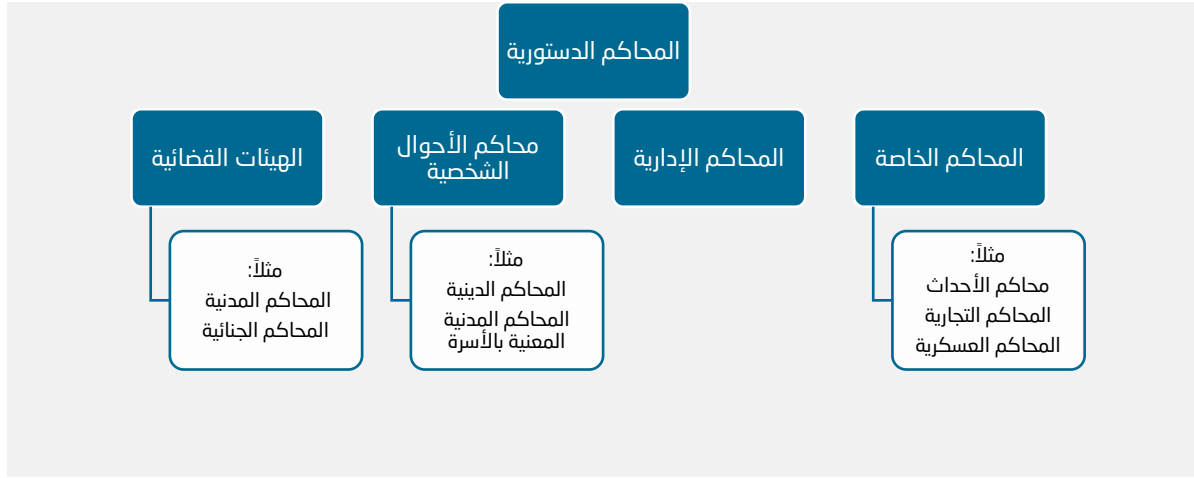 المحاكم الدستورية
المحاكم الخاصة
مثلاً:
محاكم الأحداث
المحاكم التجارية
المحاكم العسكرية
المحاكم الإدارية
محاكم الأحوال
الشخصية
مثلاً:
المحاكم الدينية
المحاكم المدنية
المعنية بالأسرة
الهيئات القضائية
مثلاً:
المحاكم المدنية
المحاكم الجنائية